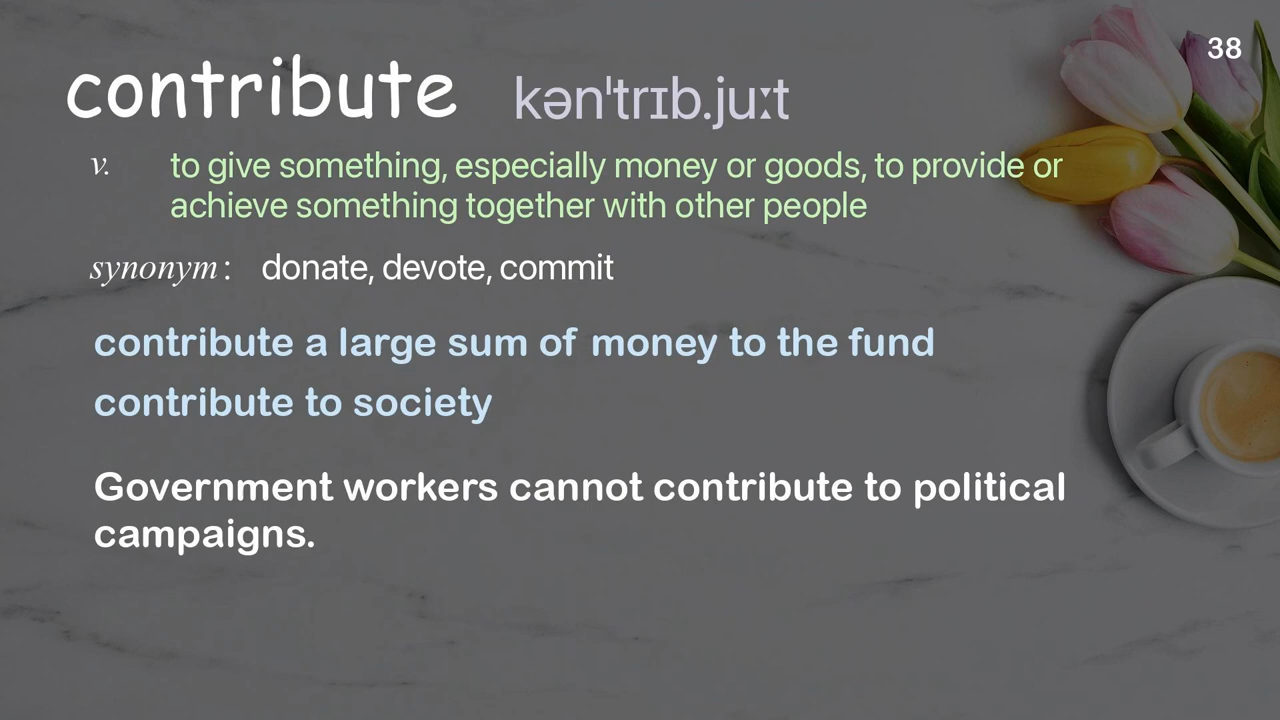 38
contribute kənˈtrɪb.juːt
v. to give something, especially money or goods, to provide or
achieve something together with other people
synonym: donate, devote, commit
contribute a large sum of money to the fund
contribute to society
Government workers cannot contribute to political
campaigns.